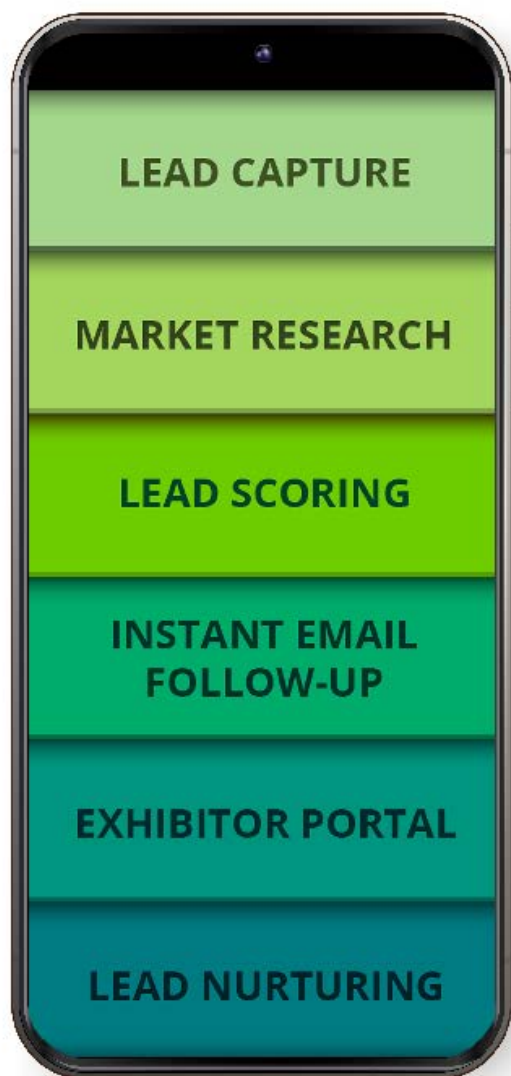 LEAD CAPTURE
MARKET RESEARCH
LEAD SCORING
INSTANT EMAIL
FOLLOW-UP
EXHIBITOR PORTAL
LEAD NURTURING